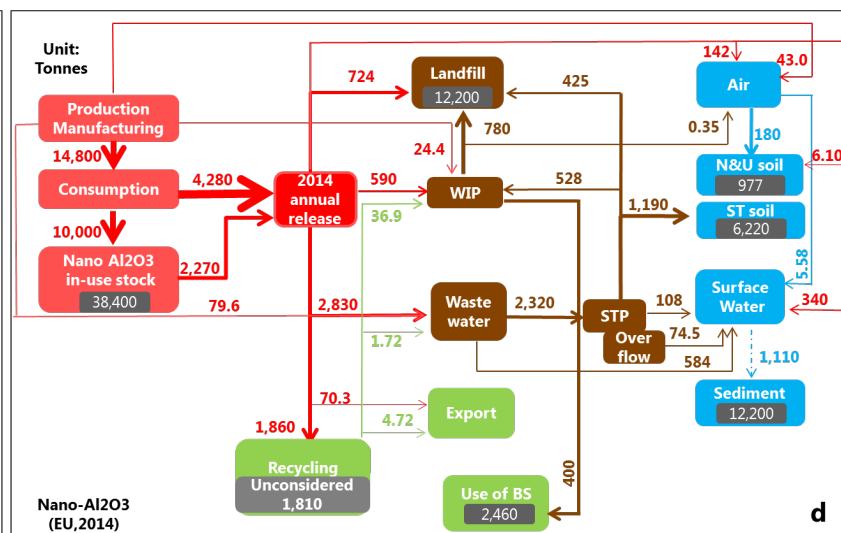 Unit:
Tonnes
142
43.0
724
Landfill
12,200
425
Air
Production
Manufacturing
24.4
780
0.35
180
14,800
6.10
Consumption
4,280
2014
annual
release
590
WIP
528
N&U soil
977
36.9
1,190
ST soil
6,220
10,000
Nano Al2O3
in-use stock
38,400
2,270
5.58
79.6
2,830
Waste
water
2,320
STP
108
Surface
Water
340
Over
flow
74.5
1.72
584
1,110
70.3
Export
4.72
Sediment
12,200
1,860
Recycling
Unconsidered
1,810
400
Use of BS
2,460
Nano-Al2O3
(EU,2014)
d